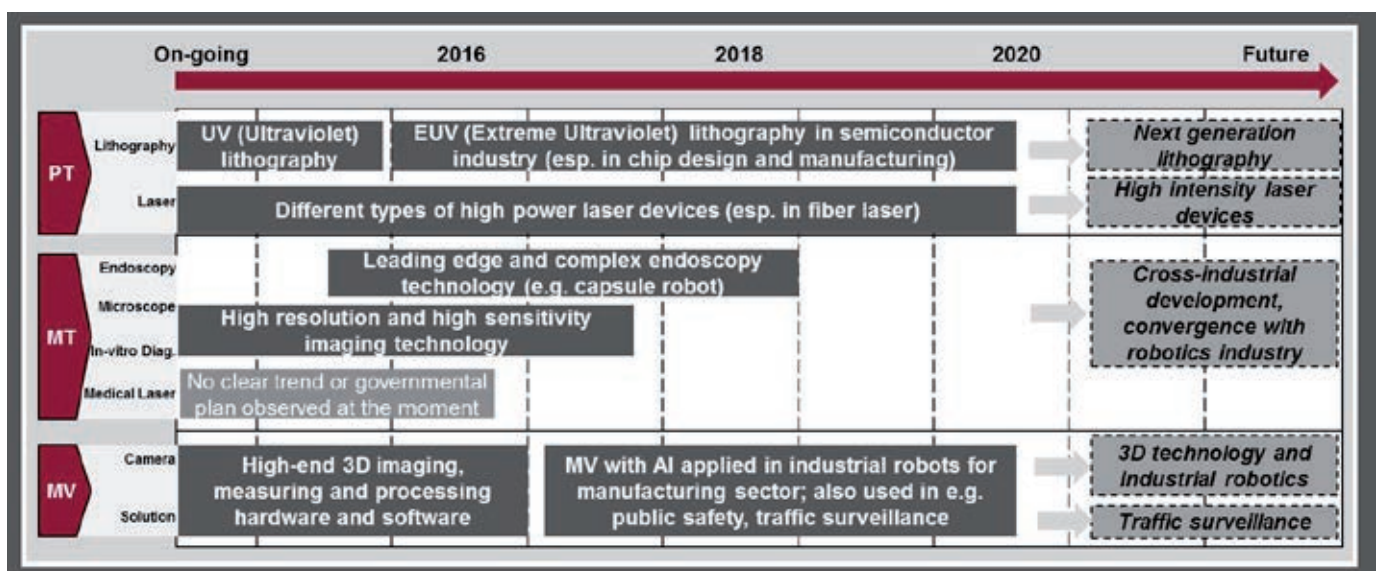 On-going 2016 2018 2020 Future
PT
Lithography
UV (Ultraviolet)
lithography
EUV (Extreme Ultraviolet) lithography in semiconductor
industry (esp. in chip design and manufacturing)
Next generation
lithography
Laser
Different types of high power laser devices (esp. in fiber laser)
High intensity laser
devices
MT
Endoscopy
Leading edge and complex endoscopy
technology (e.g. capsule robot)
Microscope
In-vitro Diag.
High resolution and high sensitivity
imaging technology
Medical Laser
No clear trend or governmental
plan observed at the moment
Cross-industrial
development,
convergence with
robotics industry
MV
Camera
Solution
High-end 3D imaging,
measuring and processing
hardware and software
MV with AI applied in industrial robots for
manufacturing sector; also used in e.g.
public safety, traffic surveillance
3D technology and
industrial robotics
Traffic surveillance